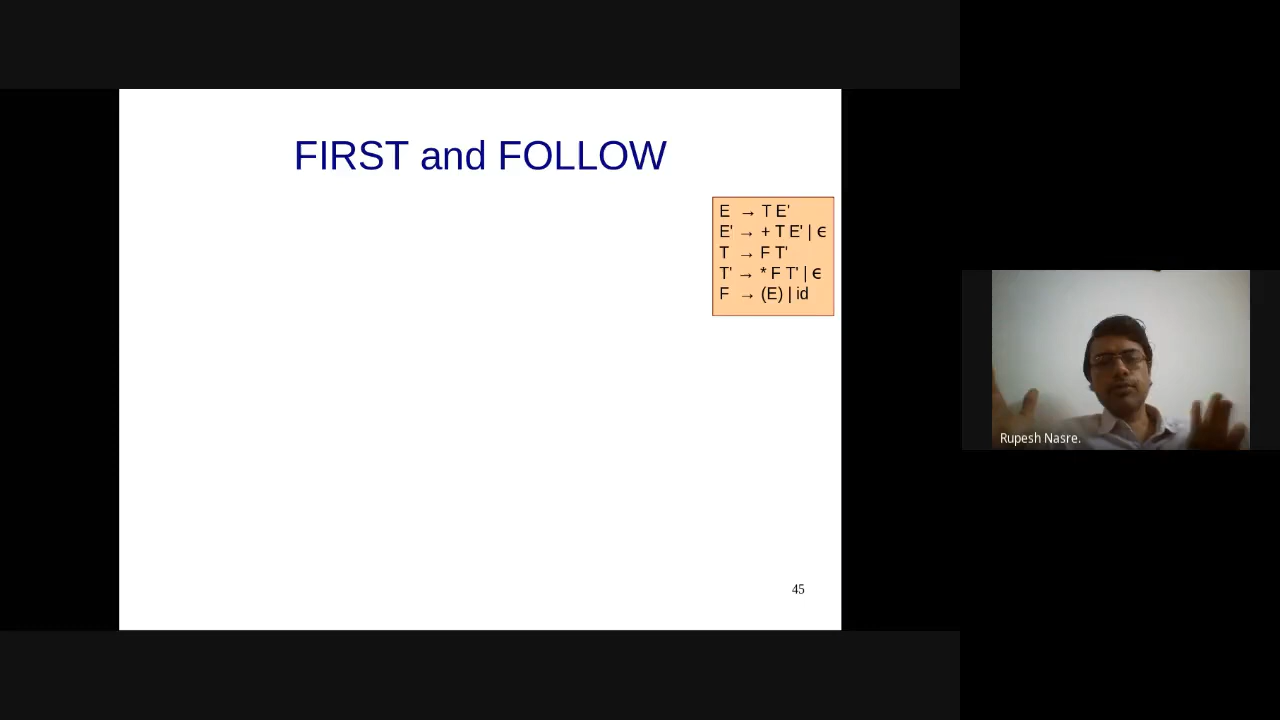 FIRST and FOLLOW
E → T E'
E' → + T E' | ϵ
T → F T'
T' → * F T' | ϵ
F → (E) | id
Rupesh Nasre.
45